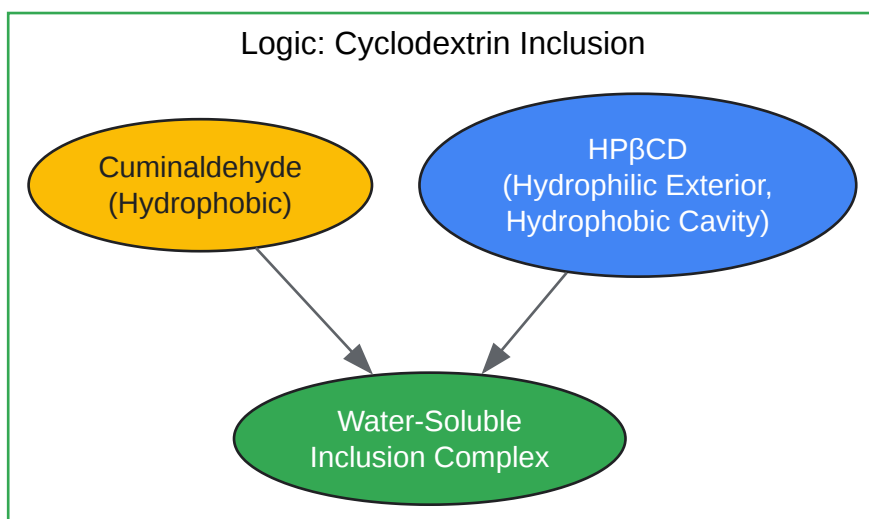 Logic: Cyclodextrin Inclusion
Cuminaldehyde
(Hydrophobic)
HPβCD
(Hydrophilic Exterior,
Hydrophobic Cavity)
Water-Soluble
Inclusion Complex